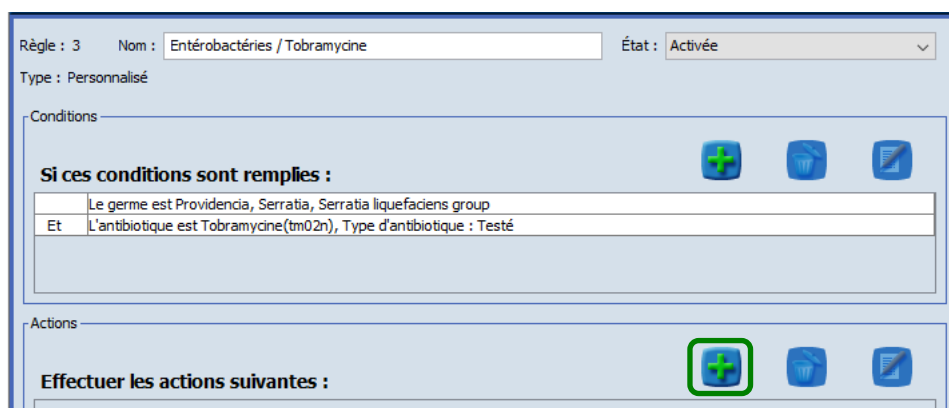 Règle : 3 Nom : Entérobactéries / Tobramycine État : Activée
Type : Personnalisé
Conditions
Si ces conditions sont remplies :
Le germe est Providencia, Serratia, Serratia liquefaciens group
Et L'antibiotique est Tobramycine(tm02n), Type d'antibiotique : Testé
Actions
Effectuer les actions suivantes :